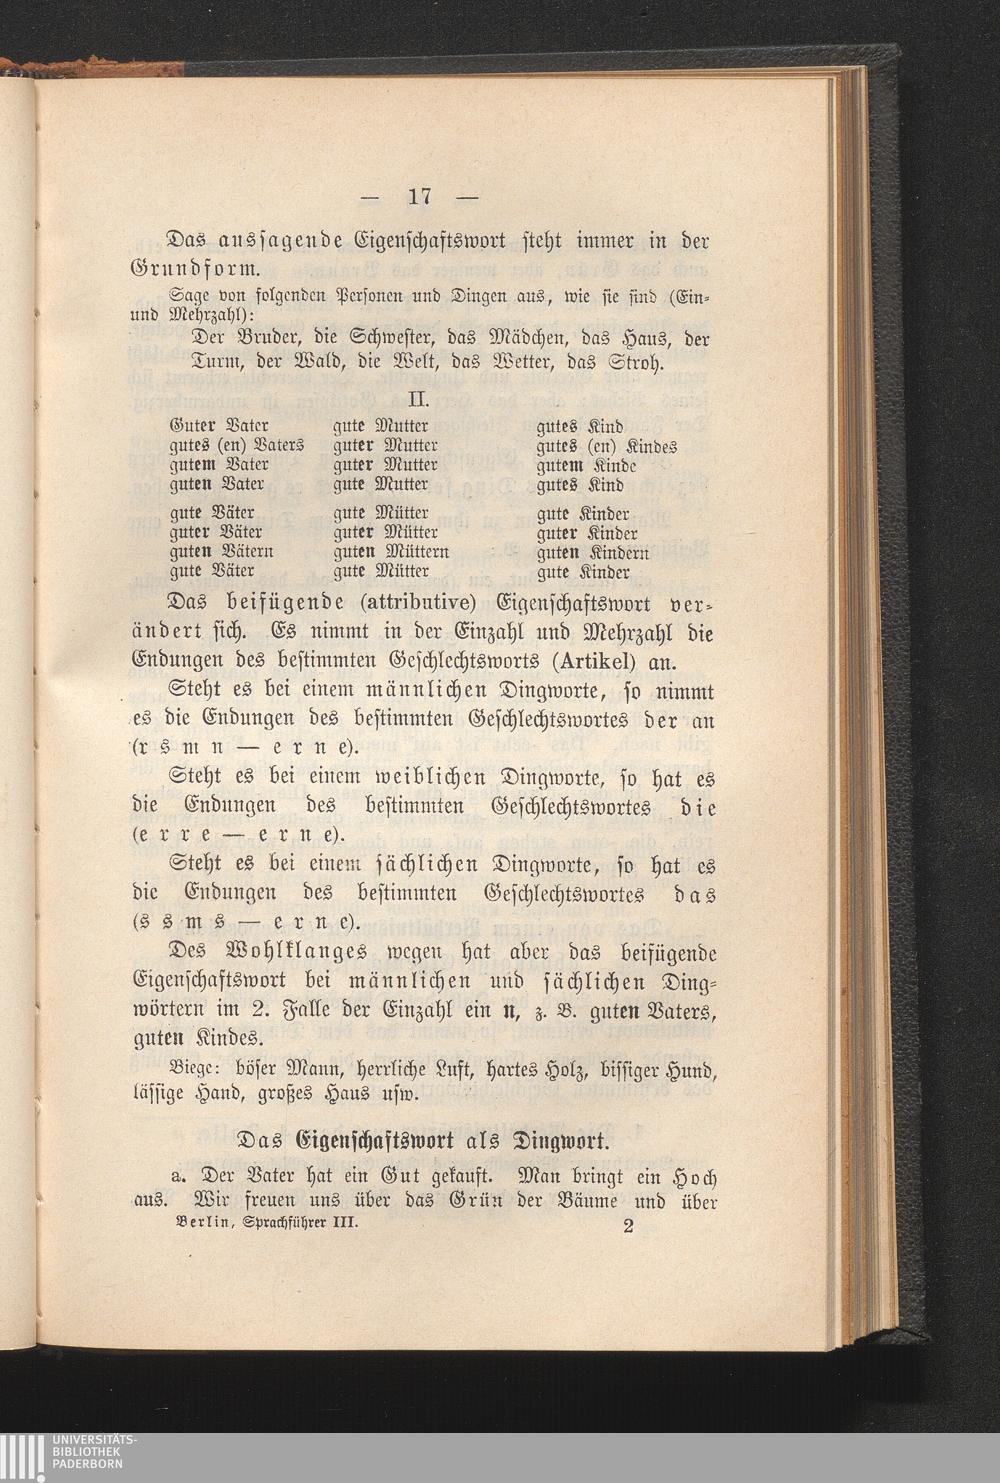 — 17 —
Das aussagende Eigenschaftswort steht immer in der
Grundform.
Sage von folgenden Personen und Dingen aus, wie sie sind (Ein-
und Mehrzahl):
Der Bruder, die Schwester, das Mädchen, das Haus, der
Turm, der Wald, die Welt, das Wetter, das Stroh.
II.
Guter Vater gute Mutter gutes Kind
gutes (en) Vaters guter Mutter gutes (en) Kindes
gutem Vater guter Mutter gutem Kinde
guten Vater gute Mutter gutes Kind
gute Väter gute Mütter gute Kinder
guter Väter guter Mütter guter Kinder
guten Vätern guten Müttern guten Kindern
gute Väter gute Mütter gute Kinder
Das beifügende (attributive) Eigenschaftswort ver-
ändert sich. Es nimmt in der Einzahl und Mehrzahl die
Endungen des bestimmten Geschlechtsworts (Artikel) an.
Steht es bei einem männlichen Dingworte, so nimmt
es die Endungen des bestimmten Geschlechtswortes der an
(r s m n — e r n e).
Steht es bei einem weiblichen Dingworte, so hat es
die Endungen des bestimmten Geschlechtswortes die
(e r r e — e r n e).
Steht es bei einem sächlichen Dingworte, so hat es
die Endungen des bestimmten Geschlechtswortes das
(s s m s — e r n e).
Des Wohlklanges wegen hat aber das beifügende
Eigenschaftswort bei männlichen und sächlichen Ding-
wörtern im 2. Falle der Einzahl ein n, z. B. guten Vaters,
guten Kindes.
Biege: böser Mann, herrliche Luft, hartes Holz, bissiger Hund,
lässige Hand, großes Haus usw.
Das Eigenschaftswort als Dingwort.
a. Der Vater hat ein Gut gekauft. Man bringt ein Hoch
aus. Wir freuen uns über das Grün der Bäume und über
Berlin, Sprachführer III. 2
UNIVERSITÄTS-
BIBLIOTHEK
PADERBORN